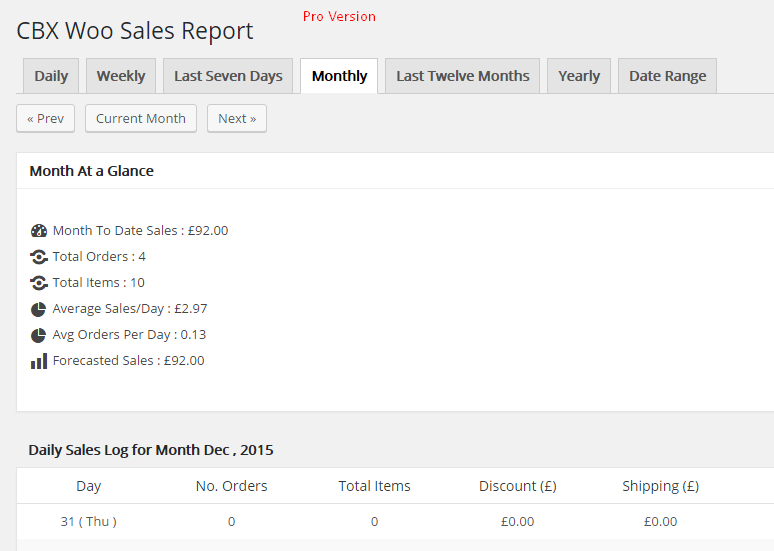 Pro Version
CBX Woo Sales Report
Daily Weekly Last Seven Days Monthly Last Twelve Months Yearly Date Range
« Prev Current Month Next »
Month At a Glance
Month To Date Sales : £92.00
Total Orders : 4
Total Items : 10
Average Sales/Day : £2.97
Avg Orders Per Day : 0.13
Forecasted Sales : £92.00
Daily Sales Log for Month Dec , 2015
Day No. Orders Total Items Discount (£) Shipping (£)
31 ( Thu ) 0 0 £0.00 £0.00